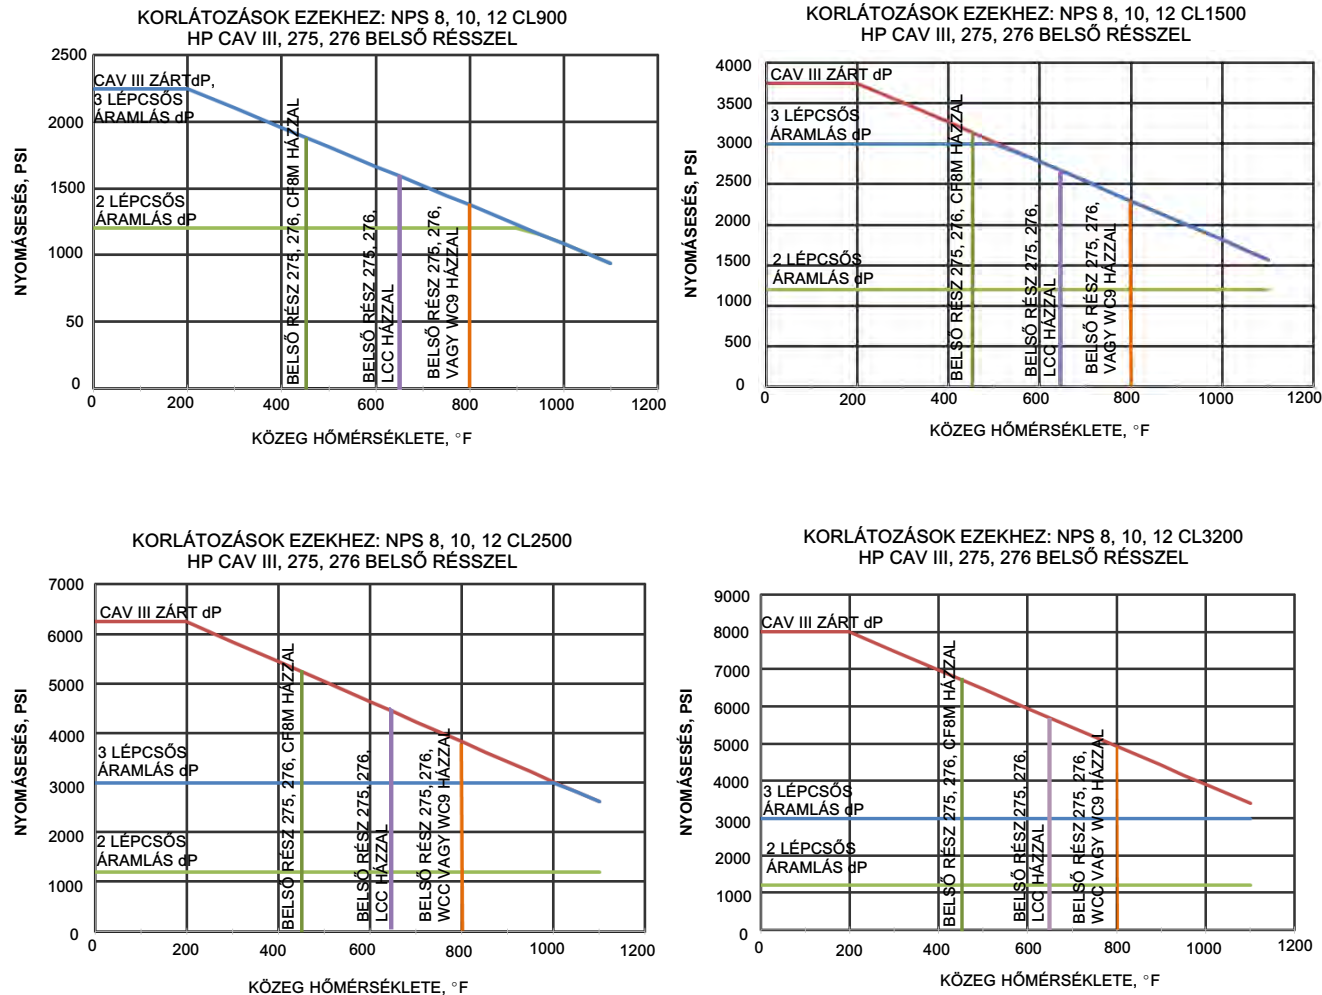 KORLÁTOZÁSOK EZEKHEZ: NPS 8, 10, 12 CL900
HP CAV III, 275, 276 BELSŐ RÉSSZEL
2500
2000
1500
1000
50
0
NYOMÁSESÉS, PSI
CAV III ZÁRTdP,
3 LÉPCSŐS
ÁRAMLÁS dP
2 LÉPCSŐS
ÁRAMLÁS dP
BELSŐ RÉSZ 275, 276, CF8M HÁZZAL
BELSŐ RÉSZ 275, 276,
LCC HÁZZAL
BELSŐ RÉSZ 275, 276,
VAGY WC9 HÁZZAL
0 200 400 600 800 1000 1200
KÖZEG HŐMÉRSÉKLETE, °F
KORLÁTOZÁSOK EZEKHEZ: NPS 8, 10, 12 CL1500
HP CAV III, 275, 276 BELSŐ RÉSSZEL
4000
3500
3000
2500
2000
1500
1000
500
0
NYOMÁSESÉS, PSI
CAV III ZÁRT dP
3 LÉPCSŐS
ÁRAMLÁS dP
2 LÉPCSŐS
ÁRAMLÁS dP
BELSŐ RÉSZ 275, 276, CF8M HÁZZAL
BELSŐ RÉSZ 275, 276,
LCC HÁZZAL
BELSŐ RÉSZ 275, 276,
VAGY WC9 HÁZZAL
0 200 400 600 800 1000 1200
KÖZEG HŐMÉRSÉKLETE, °F
KORLÁTOZÁSOK EZEKHEZ: NPS 8, 10, 12 CL2500
HP CAV III, 275, 276 BELSŐ RÉSSZEL
7000
6000
5000
4000
3000
2000
1000
0
NYOMÁSESÉS, PSI
CAV III ZÁRT dP
3 LÉPCSŐS
ÁRAMLÁS dP
2 LÉPCSŐS
ÁRAMLÁS dP
BELSŐ RÉSZ 275, 276, CF8M HÁZZAL
BELSŐ RÉSZ 275, 276,
LCC HÁZZAL
BELSŐ RÉSZ 275, 276,
WCC VAGY WC9 HÁZZAL
0 200 400 600 800 1000 1200
KÖZEG HŐMÉRSÉKLETE, °F
KORLÁTOZÁSOK EZEKHEZ: NPS 8, 10, 12 CL3200
HP CAV III, 275, 276 BELSŐ RÉSSZEL
9000
8000
7000
6000
5000
4000
3000
2000
1000
0
NYOMÁSESÉS, PSI
CAV III ZÁRT dP
3 LÉPCSŐS
ÁRAMLÁS dP
2 LÉPCSŐS
ÁRAMLÁS dP
BELSŐ RÉSZ 275, 276, CF8M HÁZZAL
BELSŐ RÉSZ 275, 276,
LCC HÁZZAL
BELSŐ RÉSZ 275, 276,
WCC VAGY WC9 HÁZZAL
0 200 400 600 800 1000 1200
KÖZEG HŐMÉRSÉKLETE, °F